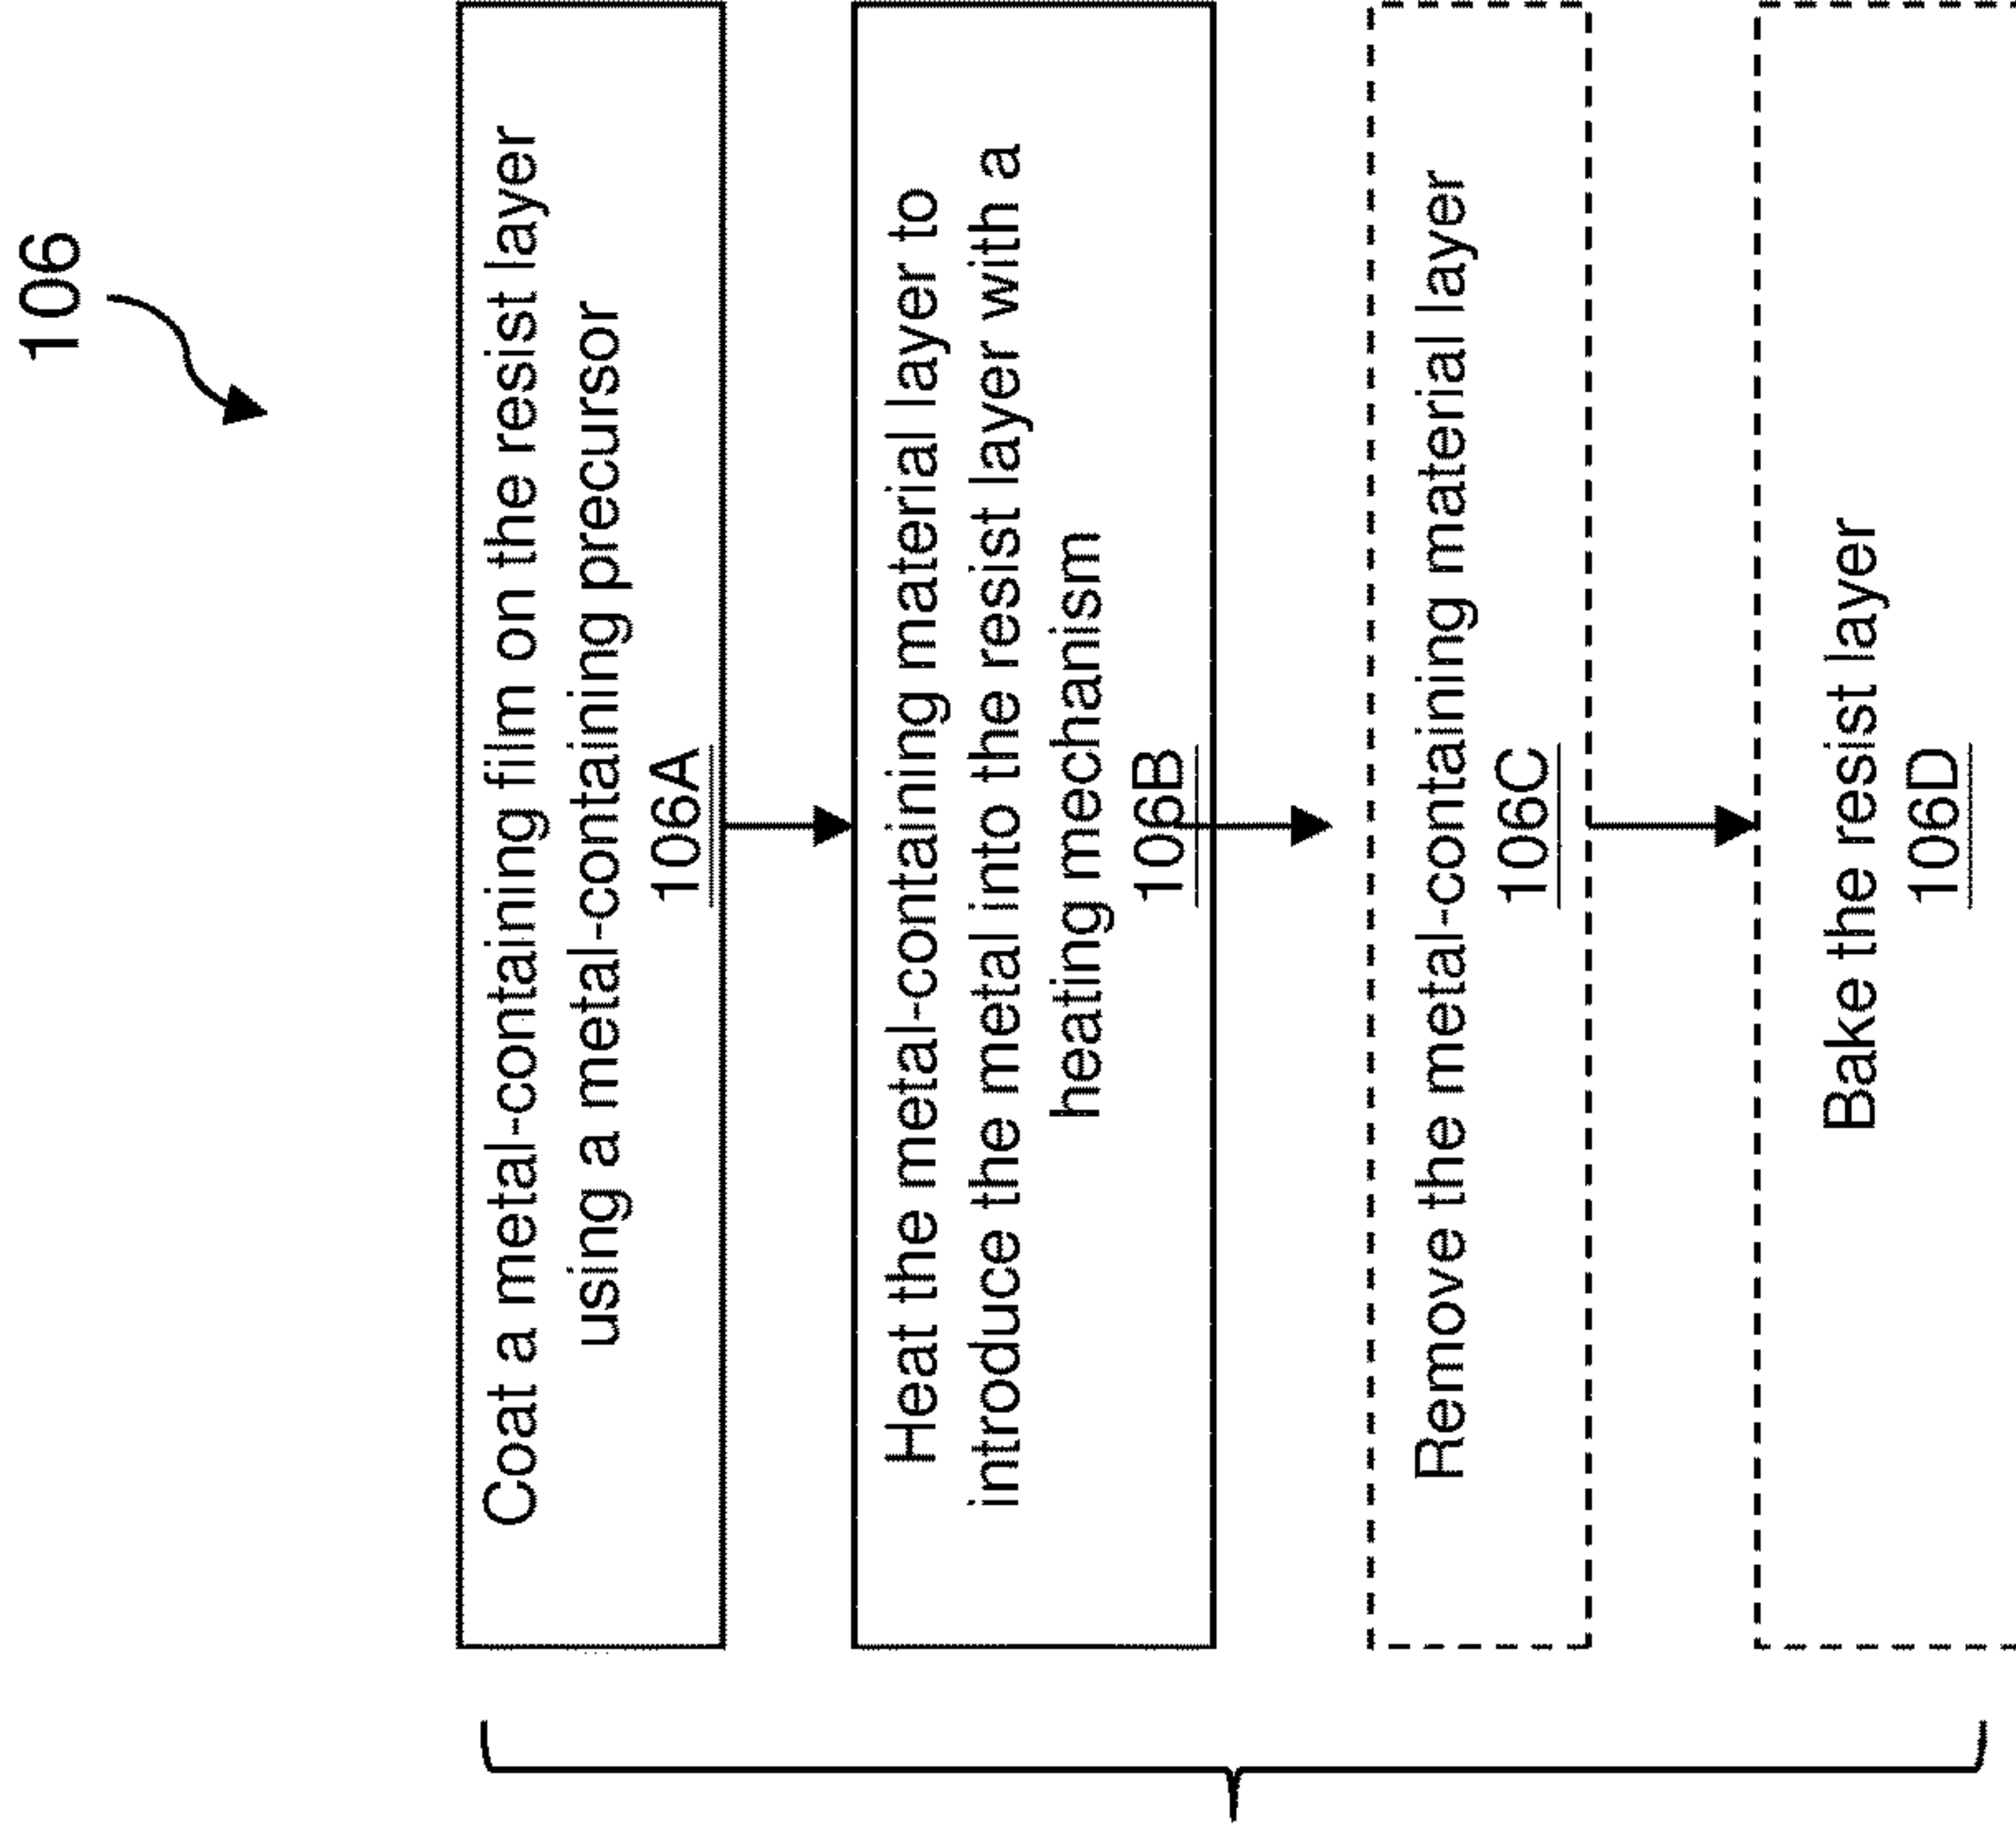 106
Coat a metal-containing film on the resist layer
using a metal-containing precursor
106A
Heat the metal-containing material layer to
introduce the metal into the resist layer with a
heating mechanism
106B
Remove the metal-containing material layer
106C
Bake the resist layer
106D